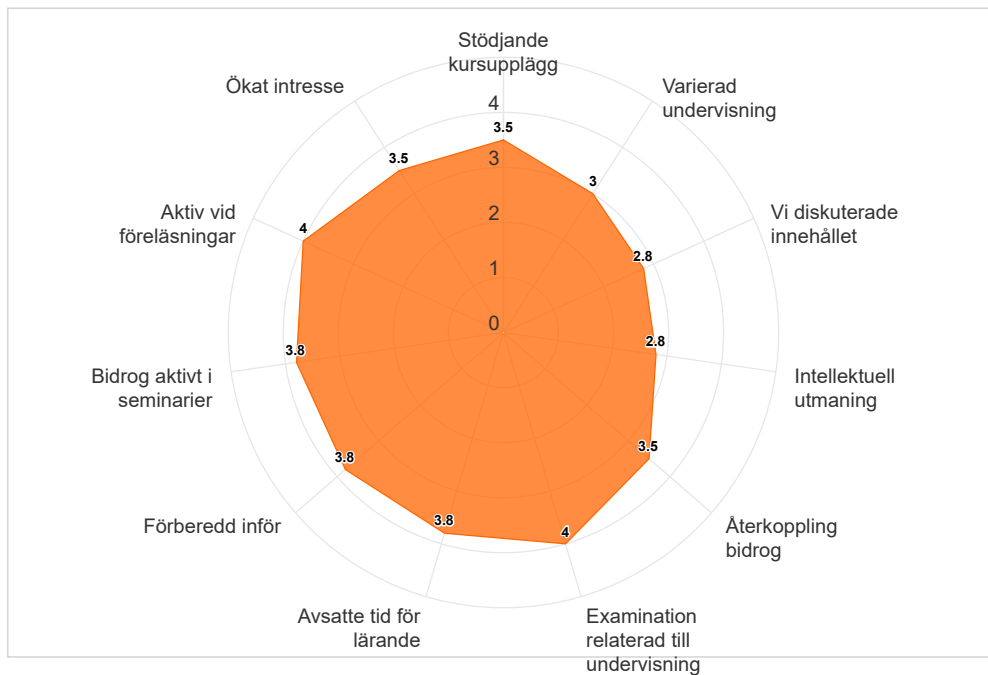 Stödjande
kursupplägg
Varierad
undervisning
Vi diskuterade
innehållet
Intellektuell
utmaning
Återkoppling
bidrog
Examination
relaterad till
undervisning
Avsatte tid för
lärande
Förberedd inför
Bidrog aktivt i
seminarier
Aktiv vid
föreläsningar
Ökat intresse
4
3
2
1
0
3.5
3
2.8
2.8
3.5
4
3.8
3.8
3.8
4
3.5